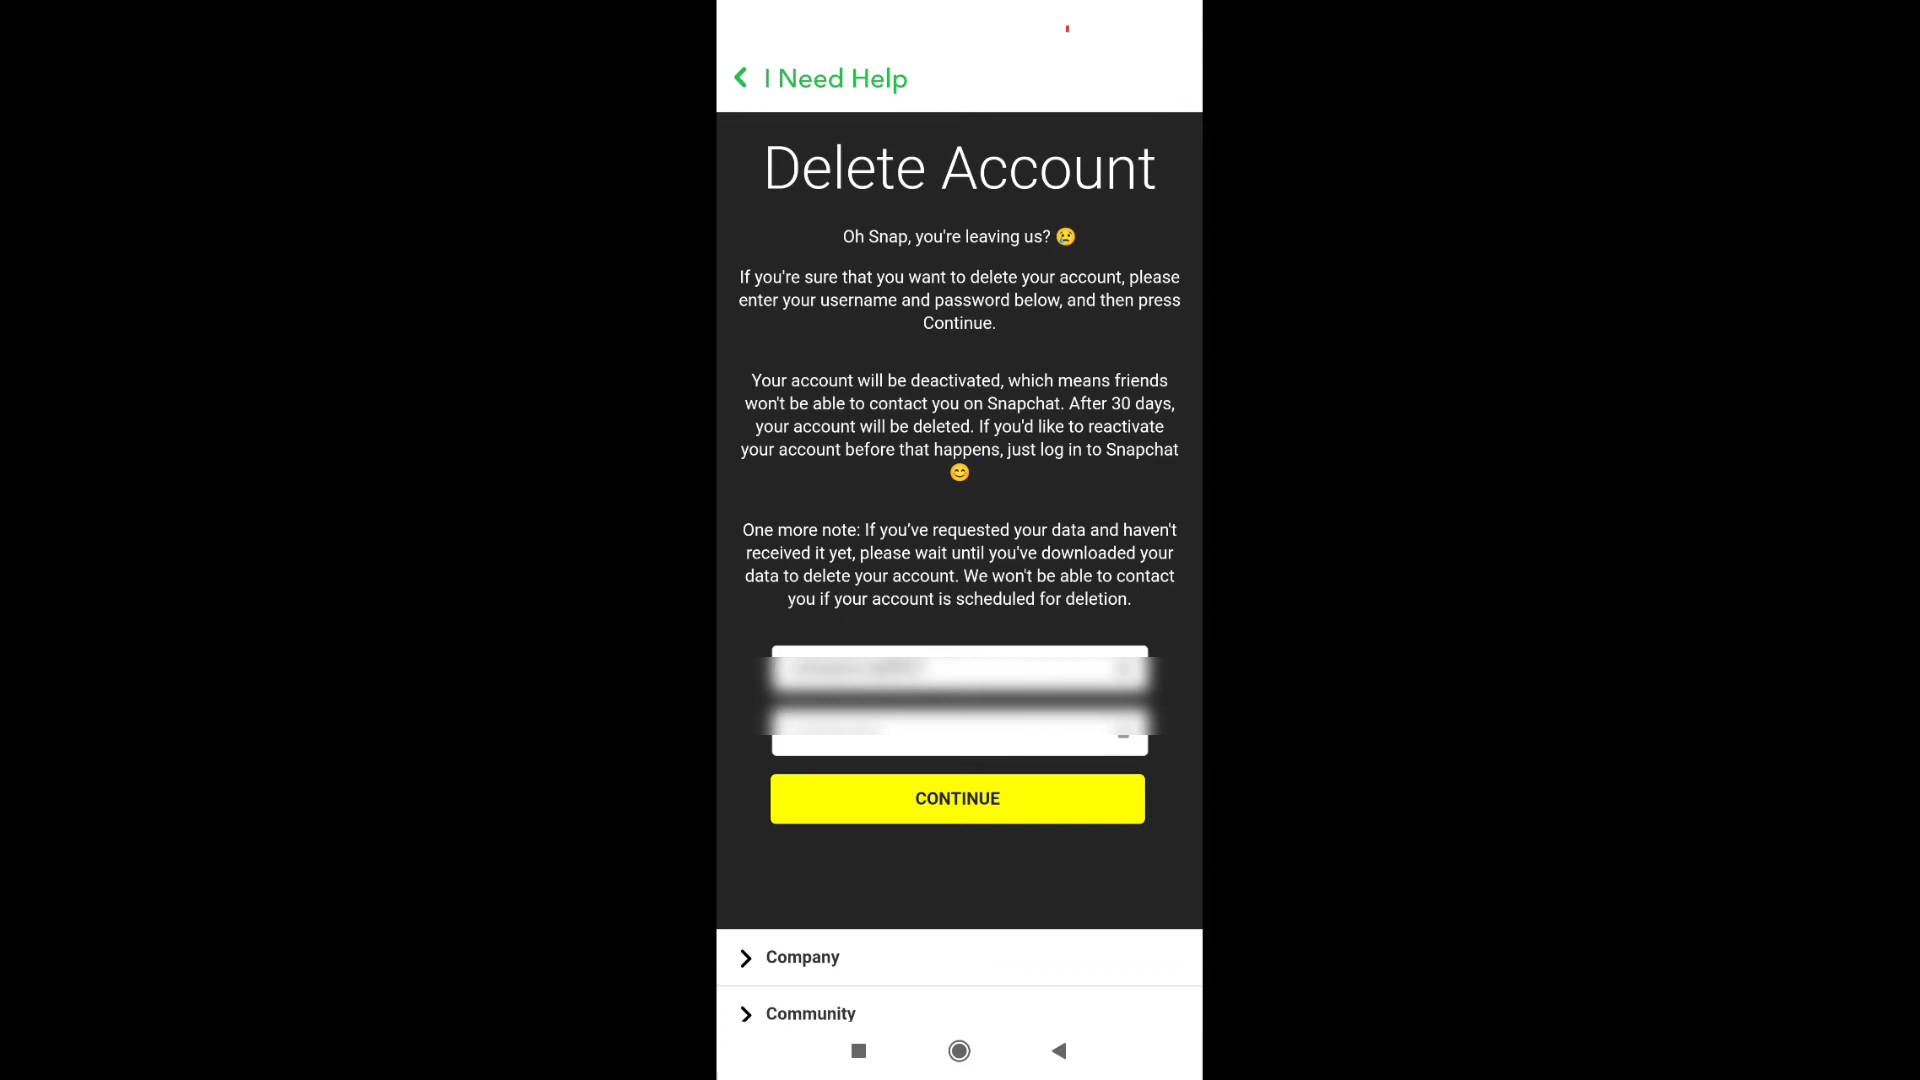 I Need Help
Delete Account
Oh Snap, you're leaving us? 😢
If you're sure that you want to delete your account, please
enter your username and password below, and then press
Continue.
Your account will be deactivated, which means friends
won't be able to contact you on Snapchat. After 30 days,
your account will be deleted. If you'd like to reactivate
your account before that happens, just log in to Snapchat
😊
One more note: If you’ve requested your data and haven't
received it yet, please wait until you've downloaded your
data to delete your account. We won't be able to contact
you if your account is scheduled for deletion.
CONTINUE
Company
Community